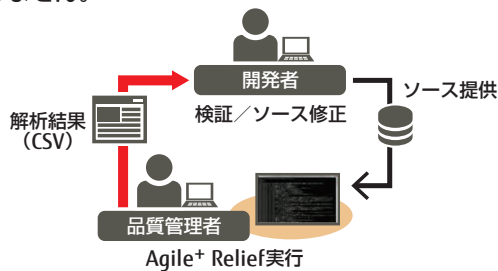 開発者
検証／ソース修正
ソース提供
解析結果
（CSV）
品質管理者
Agile⁺ Relief実行